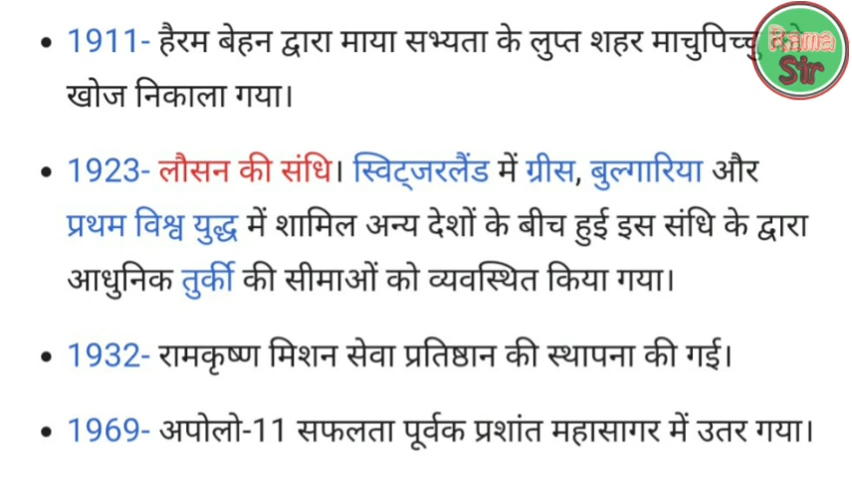 • 1911- हैरम बेहन द्वारा माया सभ्यता के लुप्त शहर माचुपिच्चु को
खोज निकाला गया।
• 1923- लौसन की संधि। स्विट्जरलैंड में ग्रीस, बुल्गारिया और
प्रथम विश्व युद्ध में शामिल अन्य देशों के बीच हुई इस संधि के द्वारा
आधुनिक तुर्की की सीमाओं को व्यवस्थित किया गया।
• 1932- रामकृष्ण मिशन सेवा प्रतिष्ठान की स्थापना की गई।
• 1969- अपोलो-11 सफलता पूर्वक प्रशांत महासागर में उतर गया।
Rama
Sir